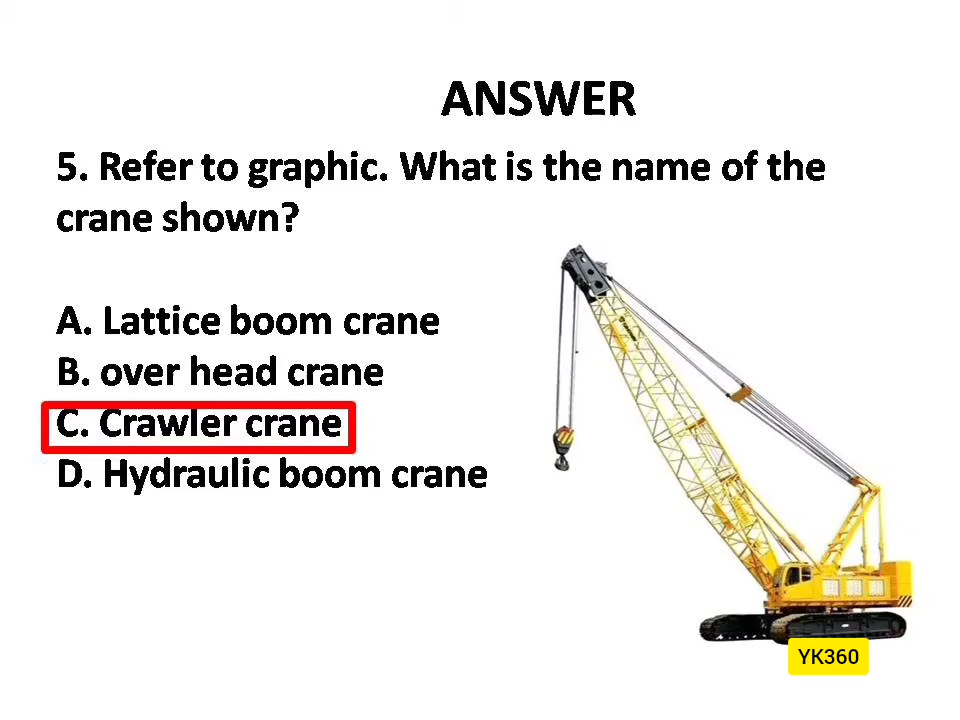 ANSWER
5. Refer to graphic. What is the name of the
crane shown?
A. Lattice boom crane
B. over head crane
C. Crawler crane
D. Hydraulic boom crane
YK360